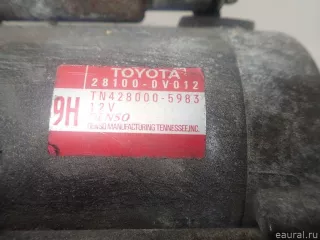 TOYOTA
28100-0V012
TN428000-5983
9H
12V
DENSO
DENSO MANUFACTURING TENNESSEE,INC.
eaural.ru